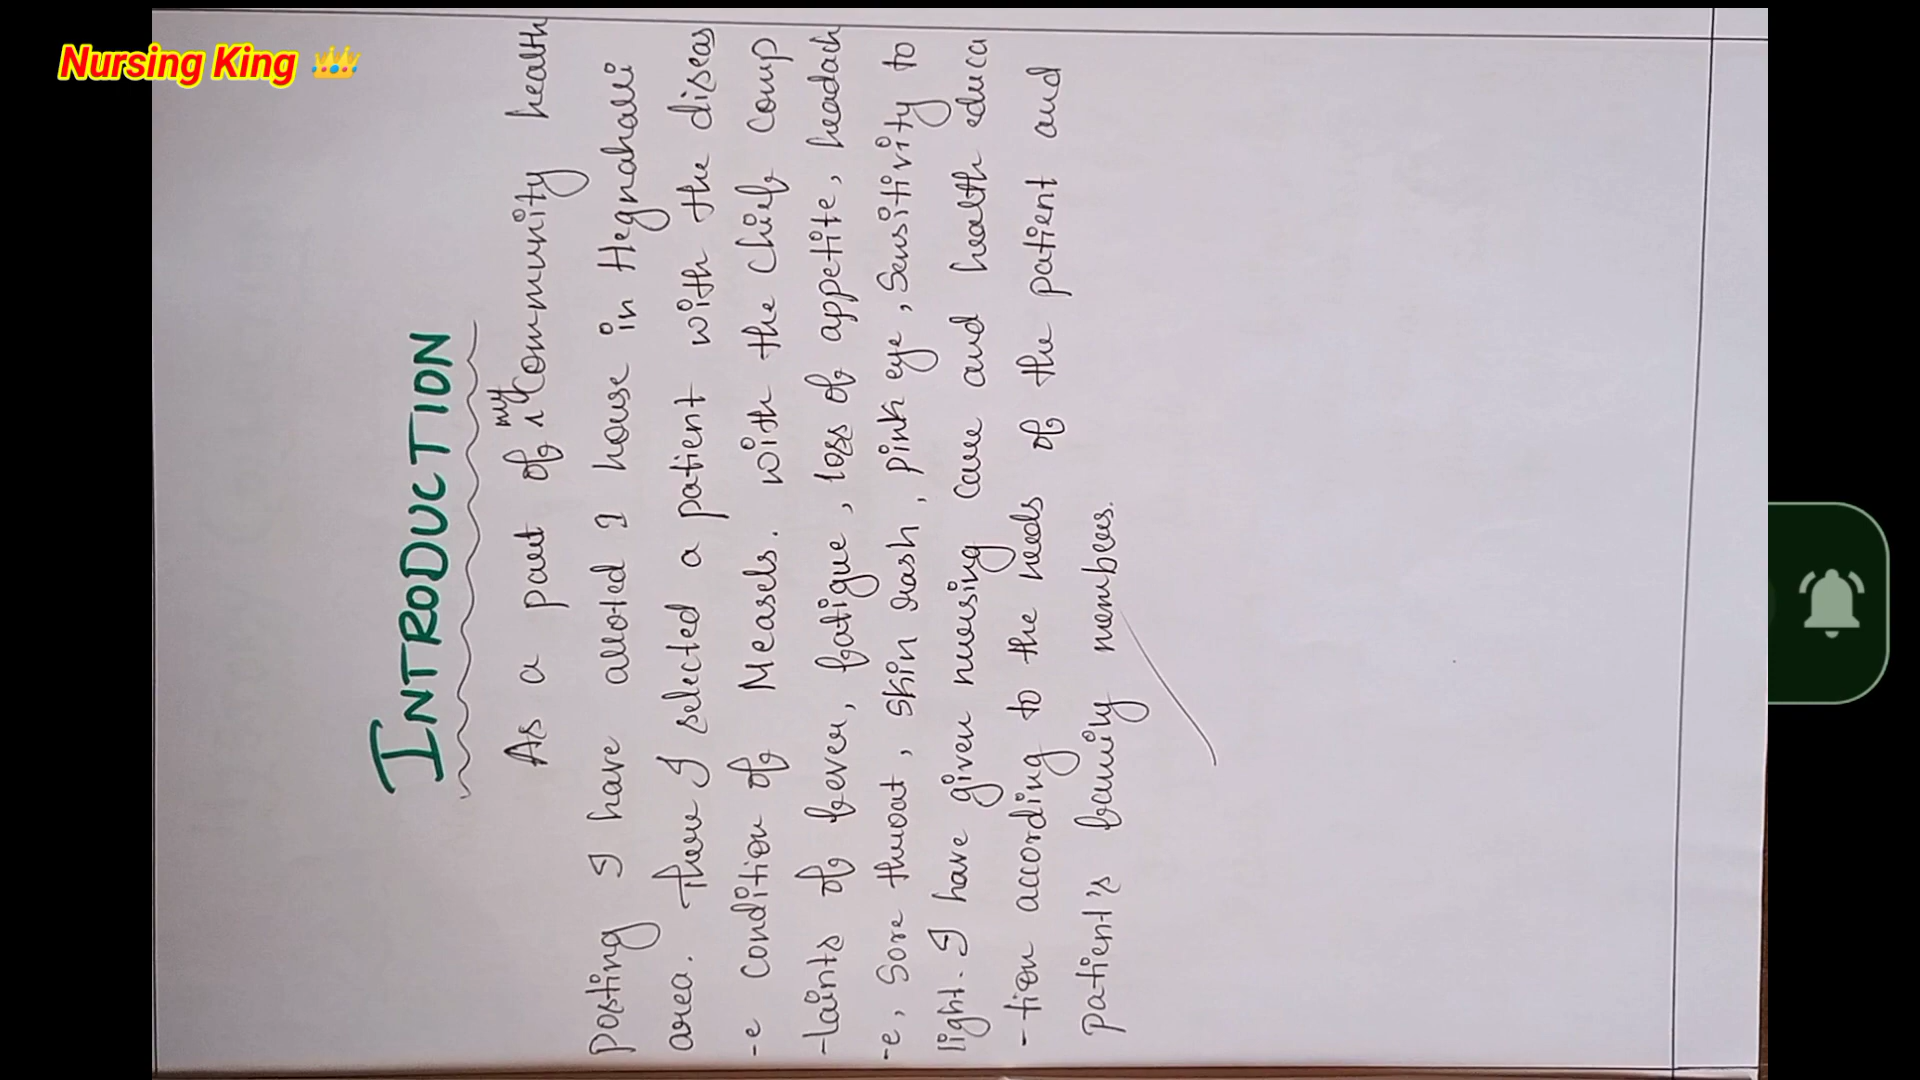 Nursing King 👑
INTRODUCTION
As a part of my Community health
posting I have alloted 1 house in Hegnahalli
area. There I selected a patient with the diseas
-e condition of Measels. with the chief comp
-laints of fever, fatigue, loss of appetite, headach
-e, Sore throat, skin rash, pink eye, Sensitivity to
light. I have given nursing care and health educa
-tion according to the needs of the patient and
patient's family members.